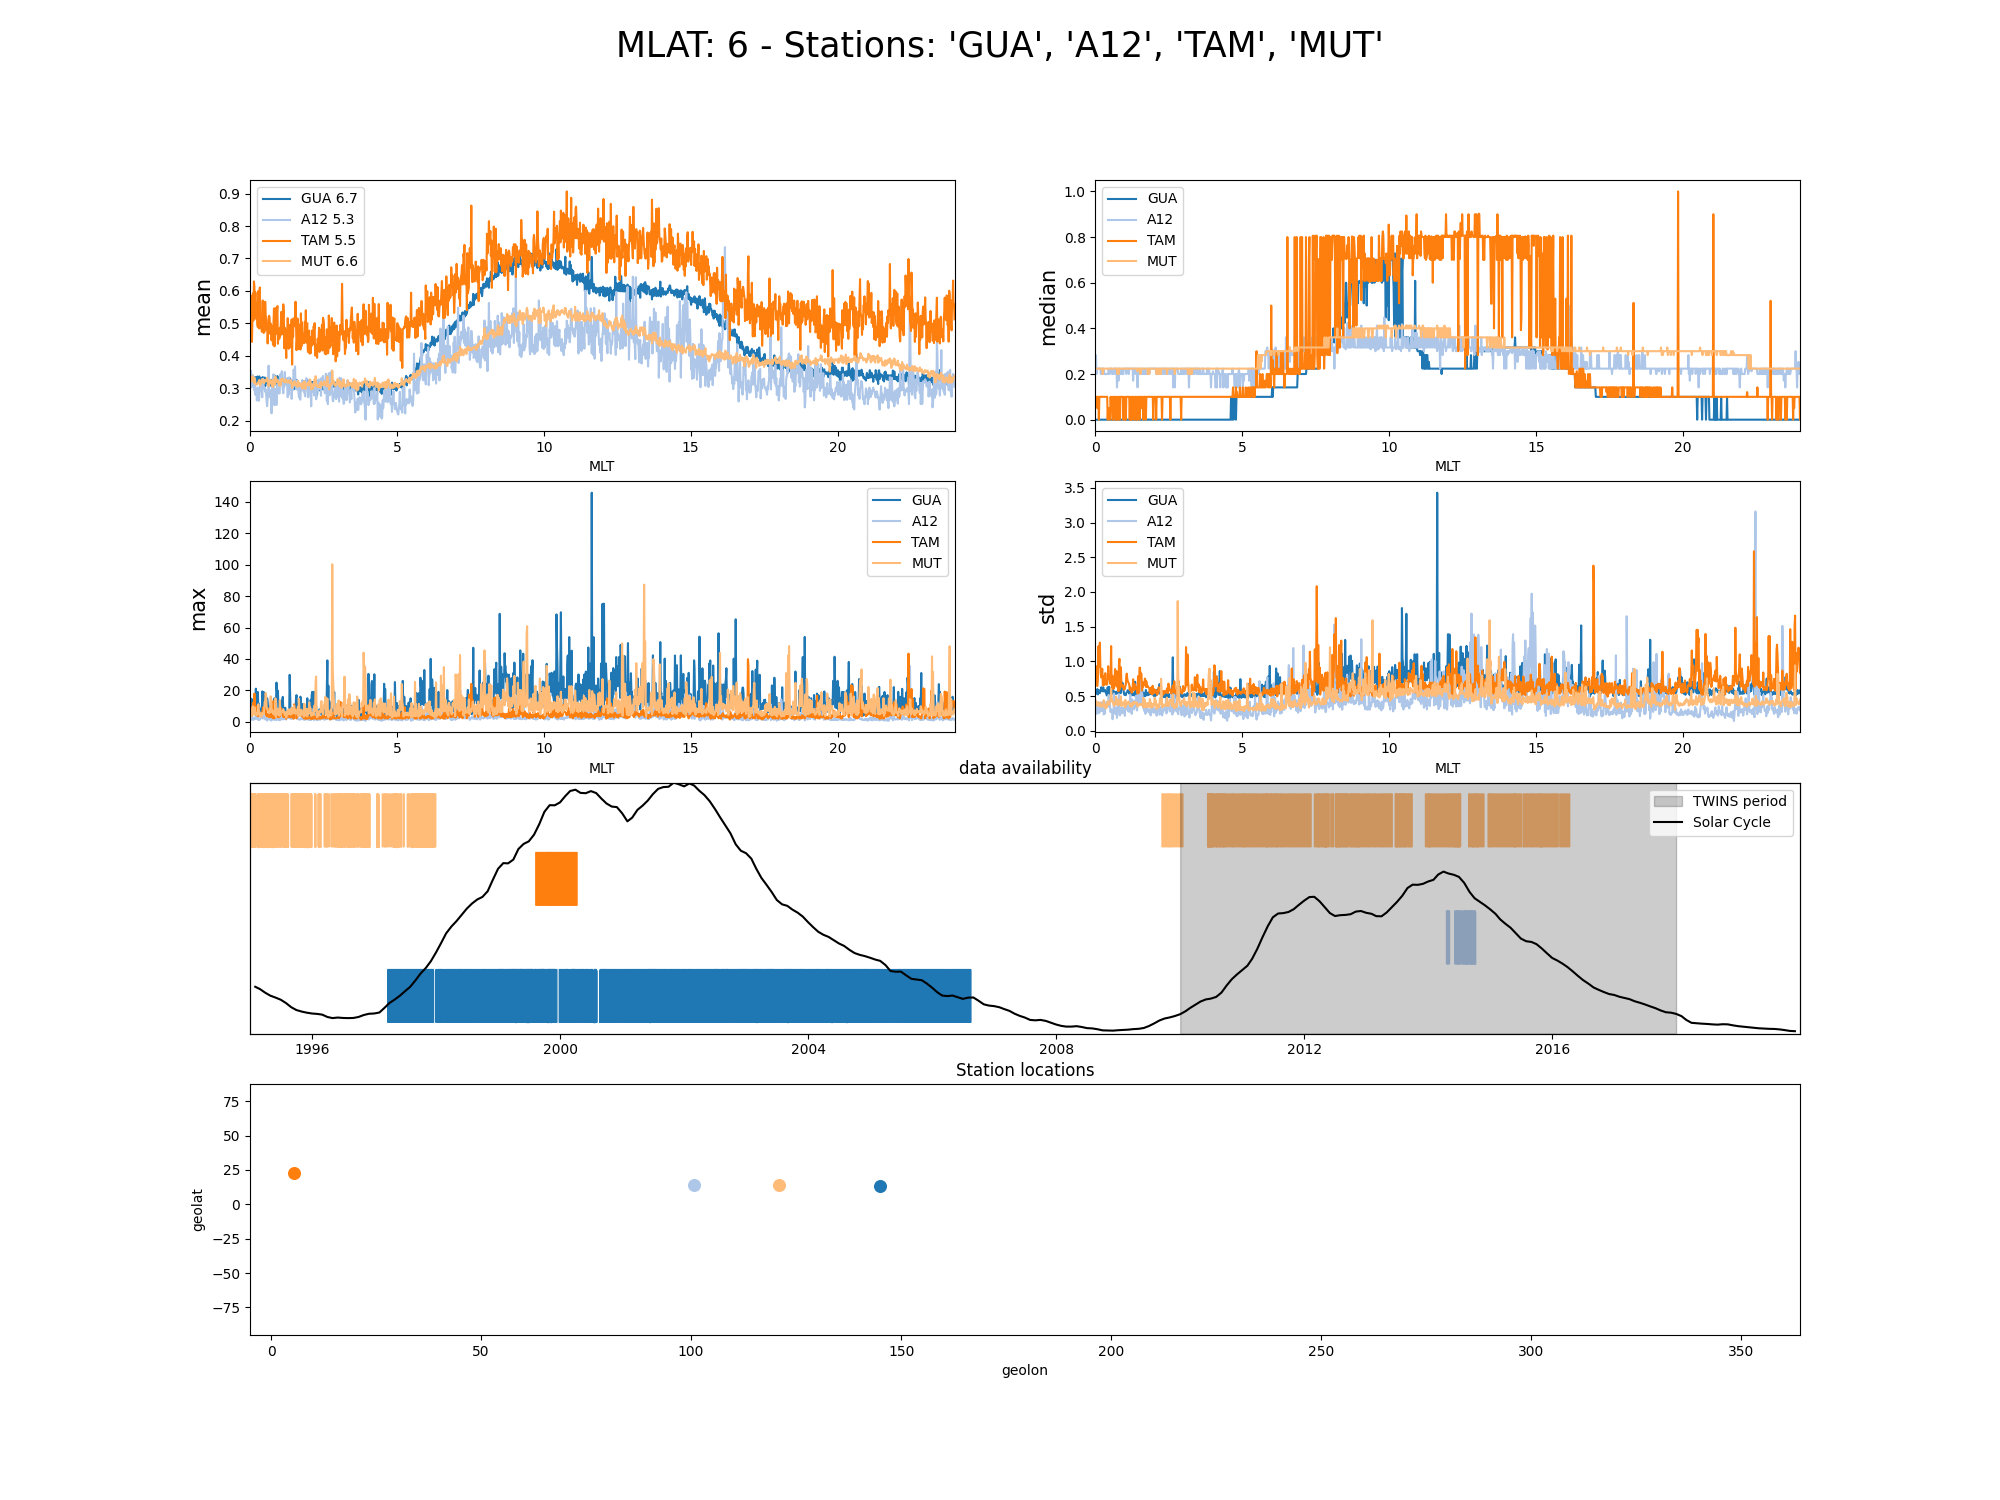 MLAT: 6 - Stations: 'GUA', 'A12', 'TAM', 'MUT'
mean
0.9
0.8
0.7
0.6
0.5
0.4
0.3
0.2
GUA 6.7
A12 5.3
TAM 5.5
MUT 6.6
0 5 10 15 20
MLT
median
1.0
0.8
0.6
0.4
0.2
0.0
GUA
A12
TAM
MUT
0 5 10 15 20
MLT
max
140
120
100
80
60
40
20
0
GUA
A12
TAM
MUT
0 5 10 15 20
MLT
std
3.5
3.0
2.5
2.0
1.5
1.0
0.5
0.0
GUA
A12
TAM
MUT
0 5 10 15 20
MLT
data availability
TWINS period
Solar Cycle
1996 2000 2004 2008 2012 2016
Station locations
geolat
75
50
25
0
−25
−50
−75
0 50 100 150 200 250 300 350
geolon